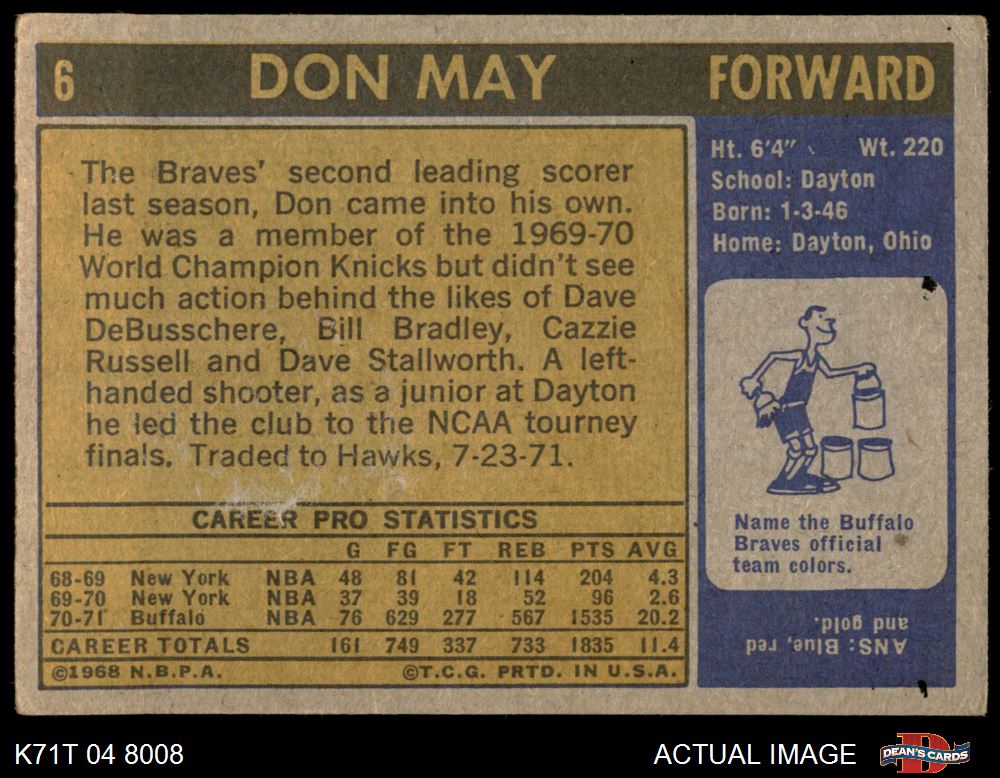 6 DON MAY FORWARD
The Braves' second leading scorer
last season, Don came into his own.
He was a member of the 1969-70
World Champion Knicks but didn't see
much action behind the likes of Dave
DeBusschere, Bill Bradley, Cazzie
Russell and Dave Stallworth. A left-
handed shooter, as a junior at Dayton
he led the club to the NCAA tourney
finals. Traded to Hawks, 7-23-71.
Ht. 6'4" Wt. 220
School: Dayton
Born: 1-3-46
Home: Dayton, Ohio
Name the Buffalo
Braves official
team colors.
ANS: Blue, red
and gold.
CAREER PRO STATISTICS
G FG FT REB PTS AVG
68-69 New York NBA 48 81 42 114 204 4.3
69-70 New York NBA 37 39 18 52 96 2.6
70-71 Buffalo NBA 76 629 277 567 1535 20.2
CAREER TOTALS 161 749 337 733 1835 11.4
©1968 N.B.P.A. ©T.C.G. PRTD. IN U.S.A.
K71T 04 8008 ACTUAL IMAGE DEAN'S CARDS